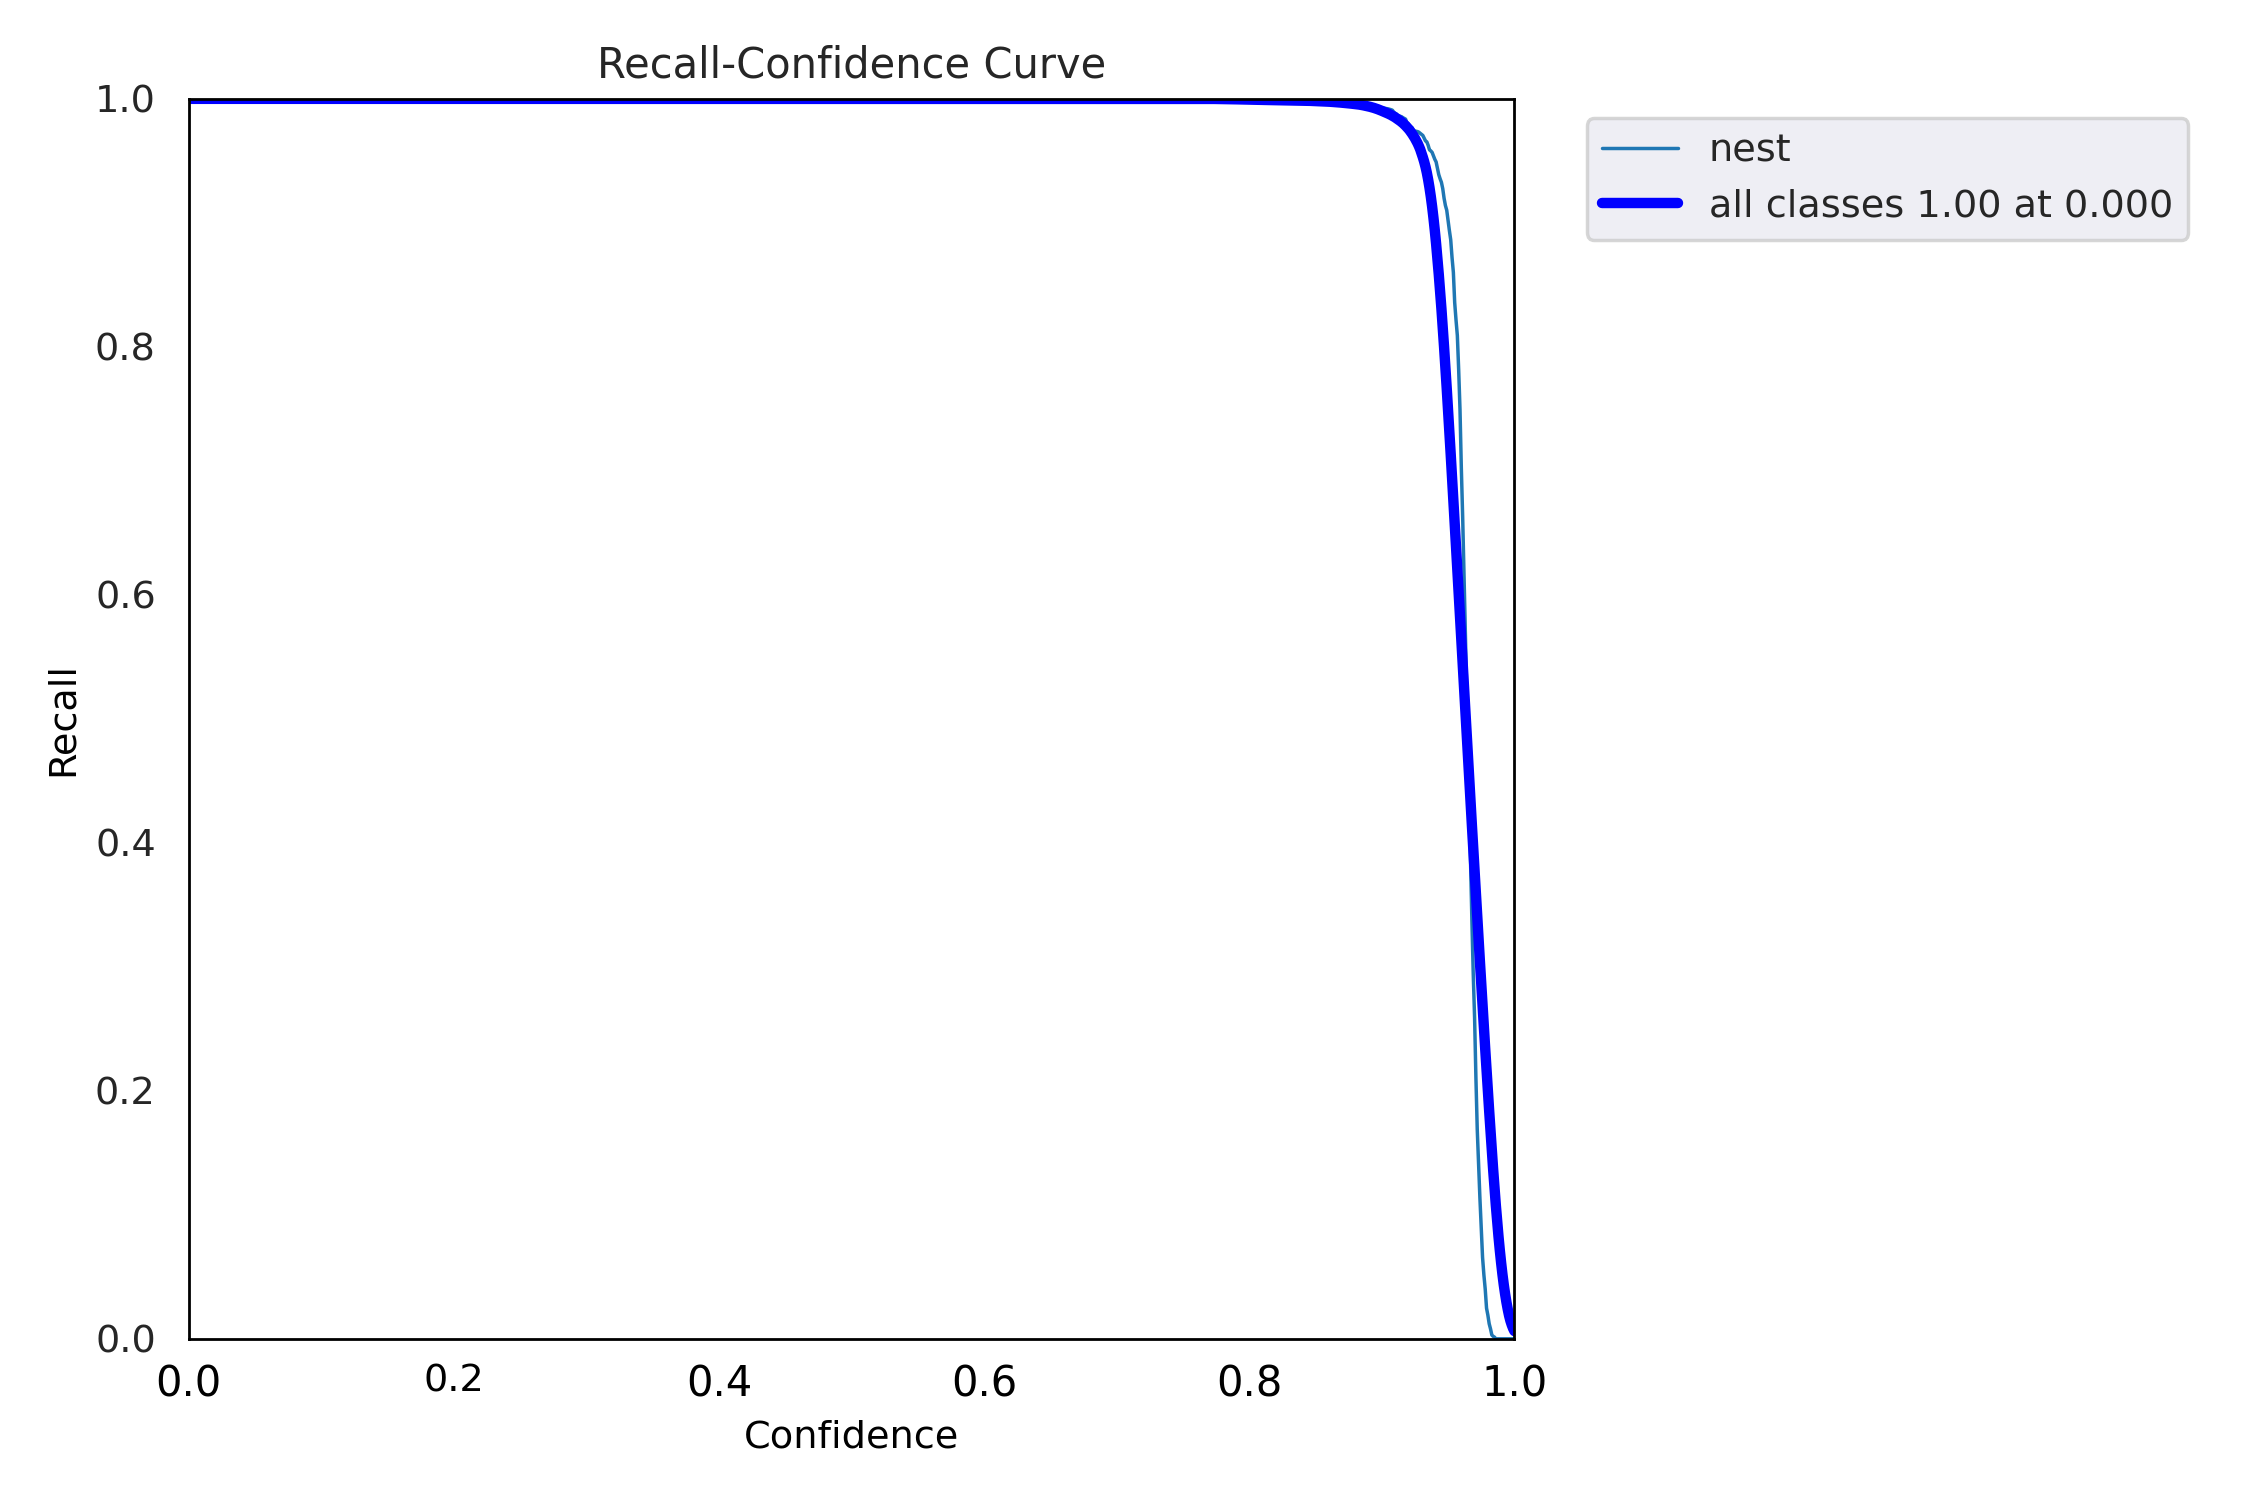 Recall-Confidence Curve
1.0
0.8
0.6
0.4
0.2
0.0
Recall
0.0 0.2 0.4 0.6 0.8 1.0
Confidence
nest
all classes 1.00 at 0.000